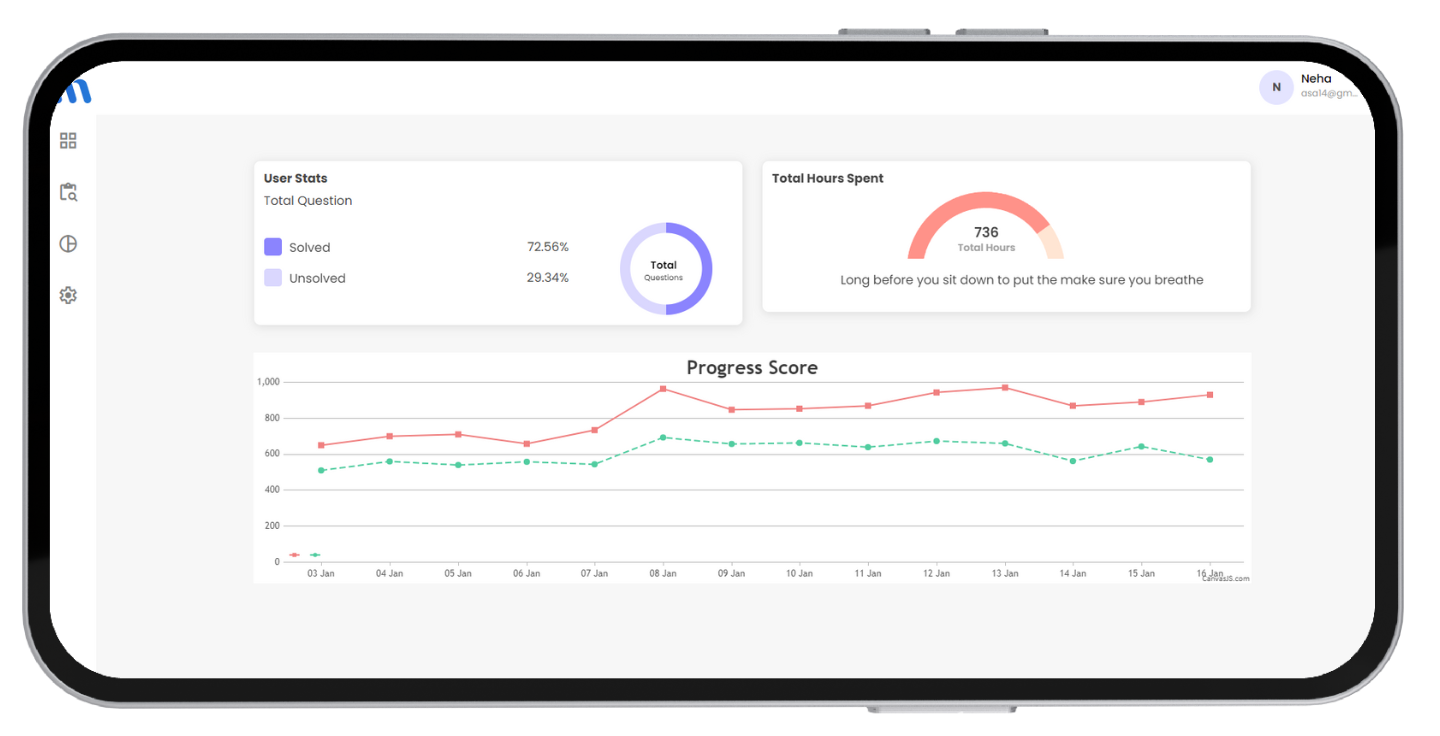 Neha
N
asa14@gm...
User Stats
Total Question
Solved 72.56%
Unsolved 29.34%
Total
Questions
Total Hours Spent
736
Total Hours
Long before you sit down to put the make sure you breathe
Progress Score
1,000
800
600
400
200
0
03 Jan 04 Jan 05 Jan 06 Jan 07 Jan 08 Jan 09 Jan 10 Jan 11 Jan 12 Jan 13 Jan 14 Jan 15 Jan 16 Jan
CanvasJS.com